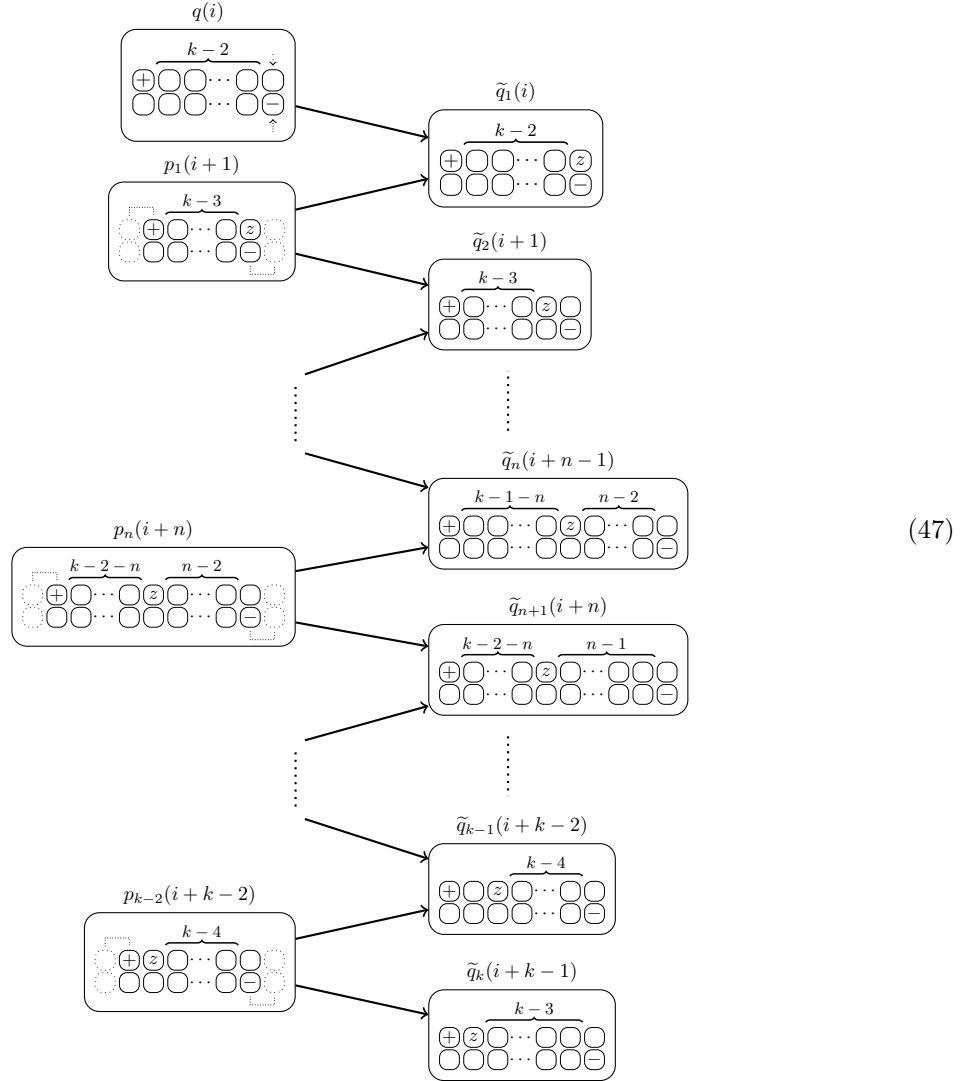 q(i)
k − 2
+ ···
··· −
q̃₁(i)
k − 2
+ ··· z
··· −
p₁(i + 1)
k − 3
+ ··· z
··· −
q̃₂(i + 1)
k − 3
+ ··· z
··· −
q̃ₙ(i + n − 1)
k − 1 − n n − 2
+ ··· z ···
··· ··· −
(47)
pₙ(i + n)
k − 2 − n n − 2
+ ··· z ···
··· ··· −
q̃ₙ₊₁(i + n)
k − 2 − n n − 1
+ ··· z ···
··· ··· −
q̃ₖ₋₁(i + k − 2)
k − 4
+ z ···
··· −
pₖ₋₂(i + k − 2)
k − 4
+ z ···
··· −
q̃ₖ(i + k − 1)
k − 3
+ z ···
··· −